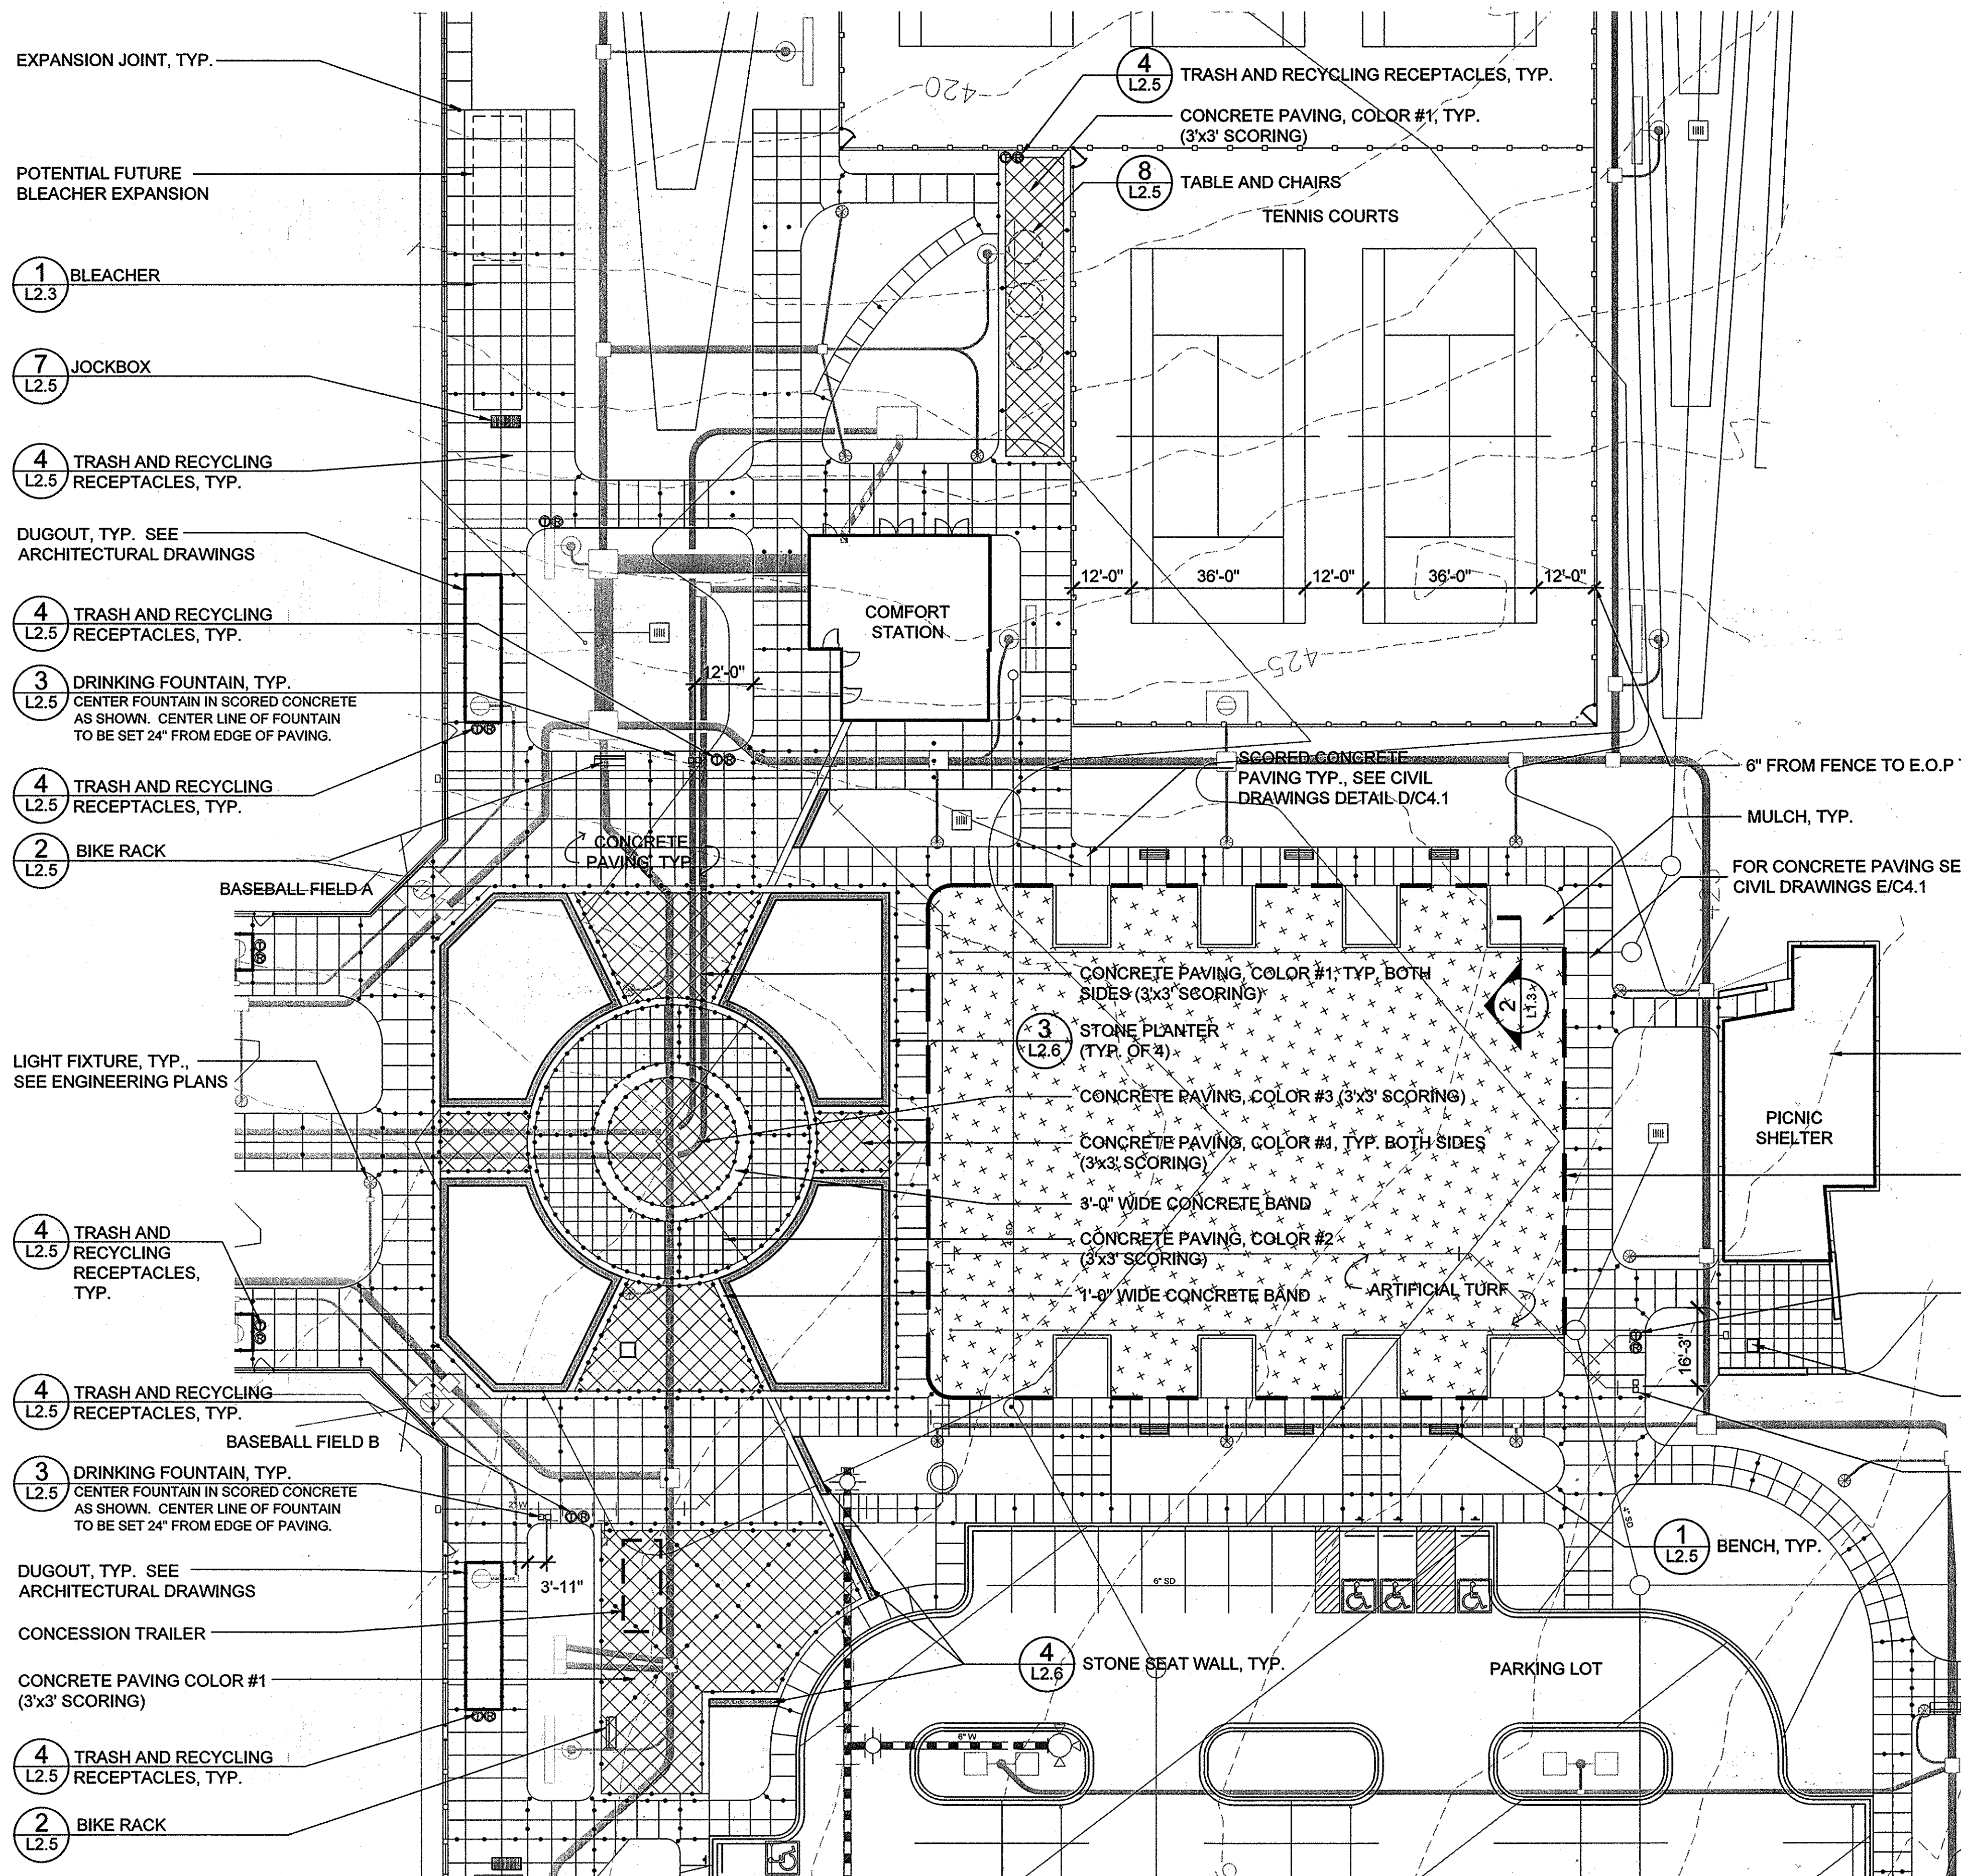 EXPANSION JOINT, TYP.
POTENTIAL FUTURE
BLEACHER EXPANSION
1
L2.3
BLEACHER
7
L2.5
JOCKBOX
4
L2.5
TRASH AND RECYCLING
RECEPTACLES, TYP.
DUGOUT, TYP. SEE
ARCHITECTURAL DRAWINGS
4
L2.5
TRASH AND RECYCLING
RECEPTACLES, TYP.
3
L2.5
DRINKING FOUNTAIN, TYP.
CENTER FOUNTAIN IN SCORED CONCRETE
AS SHOWN. CENTER LINE OF FOUNTAIN
TO BE SET 24" FROM EDGE OF PAVING.
4
L2.5
TRASH AND RECYCLING
RECEPTACLES, TYP.
2
L2.5
BIKE RACK
BASEBALL FIELD A
LIGHT FIXTURE, TYP.,
SEE ENGINEERING PLANS
4
L2.5
TRASH AND
RECYCLING
RECEPTACLES,
TYP.
4
L2.5
TRASH AND RECYCLING
RECEPTACLES, TYP.
BASEBALL FIELD B
3
L2.5
DRINKING FOUNTAIN, TYP.
CENTER FOUNTAIN IN SCORED CONCRETE
AS SHOWN. CENTER LINE OF FOUNTAIN
TO BE SET 24" FROM EDGE OF PAVING.
DUGOUT, TYP. SEE
ARCHITECTURAL DRAWINGS
CONCESSION TRAILER
CONCRETE PAVING COLOR #1
(3'x3' SCORING)
4
L2.5
TRASH AND RECYCLING
RECEPTACLES, TYP.
2
L2.5
BIKE RACK
420
4
L2.5
TRASH AND RECYCLING RECEPTACLES, TYP.
CONCRETE PAVING, COLOR #1, TYP.
(3'x3' SCORING)
8
L2.5
TABLE AND CHAIRS
TENNIS COURTS
12'-0"
36'-0"
12'-0"
36'-0"
12'-0"
COMFORT
STATION
425
12'-0"
SCORED CONCRETE
PAVING TYP., SEE CIVIL
DRAWINGS DETAIL D/C4.1
6" FROM FENCE TO E.O.P
MULCH, TYP.
FOR CONCRETE PAVING SE
CIVIL DRAWINGS E/C4.1
CONCRETE
PAVING, TYP
CONCRETE PAVING, COLOR #1, TYP. BOTH
SIDES (3'x3' SCORING)
2
L1.3
3
L2.6
STONE PLANTER
(TYP. OF 4)
CONCRETE PAVING, COLOR #3 (3'x3' SCORING)
CONCRETE PAVING, COLOR #1, TYP. BOTH SIDES
(3'x3' SCORING)
3'-0" WIDE CONCRETE BAND
CONCRETE PAVING, COLOR #2
(3'x3' SCORING)
1'-0" WIDE CONCRETE BAND
ARTIFICIAL TURF
4" SD
PICNIC
SHELTER
16'-3"
4" SD
2" W
3'-11"
1
L2.5
BENCH, TYP.
6" SD
4
L2.6
STONE SEAT WALL, TYP.
PARKING LOT
6" W